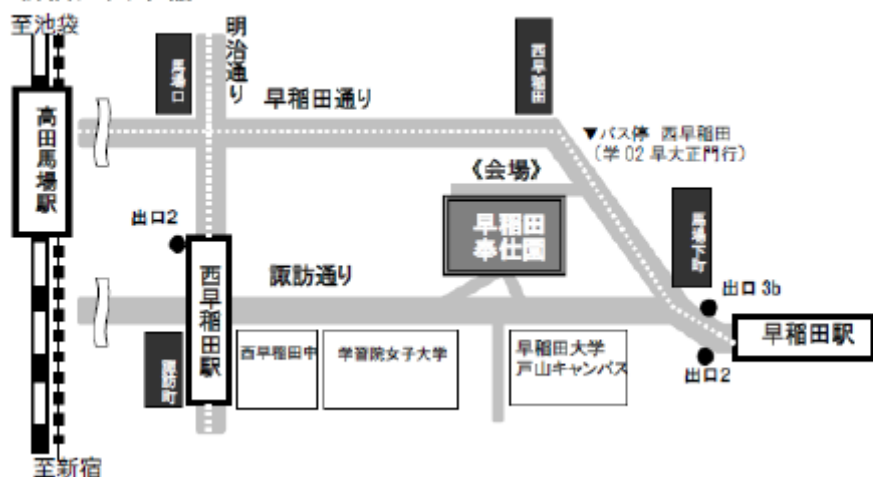 至池袋
高田馬場駅
至新宿
馬場口
明治通り
早稲田通り
西早稲田
▼バス停 西早稲田
(学02早大正門行)
《会場》
早稲田
奉仕園
馬場下町
出口2
西早稲田駅
諏訪通り
出口3b
早稲田駅
出口2
諏訪町
西早稲田中
学習院女子大学
早稲田大学
戸山キャンパス